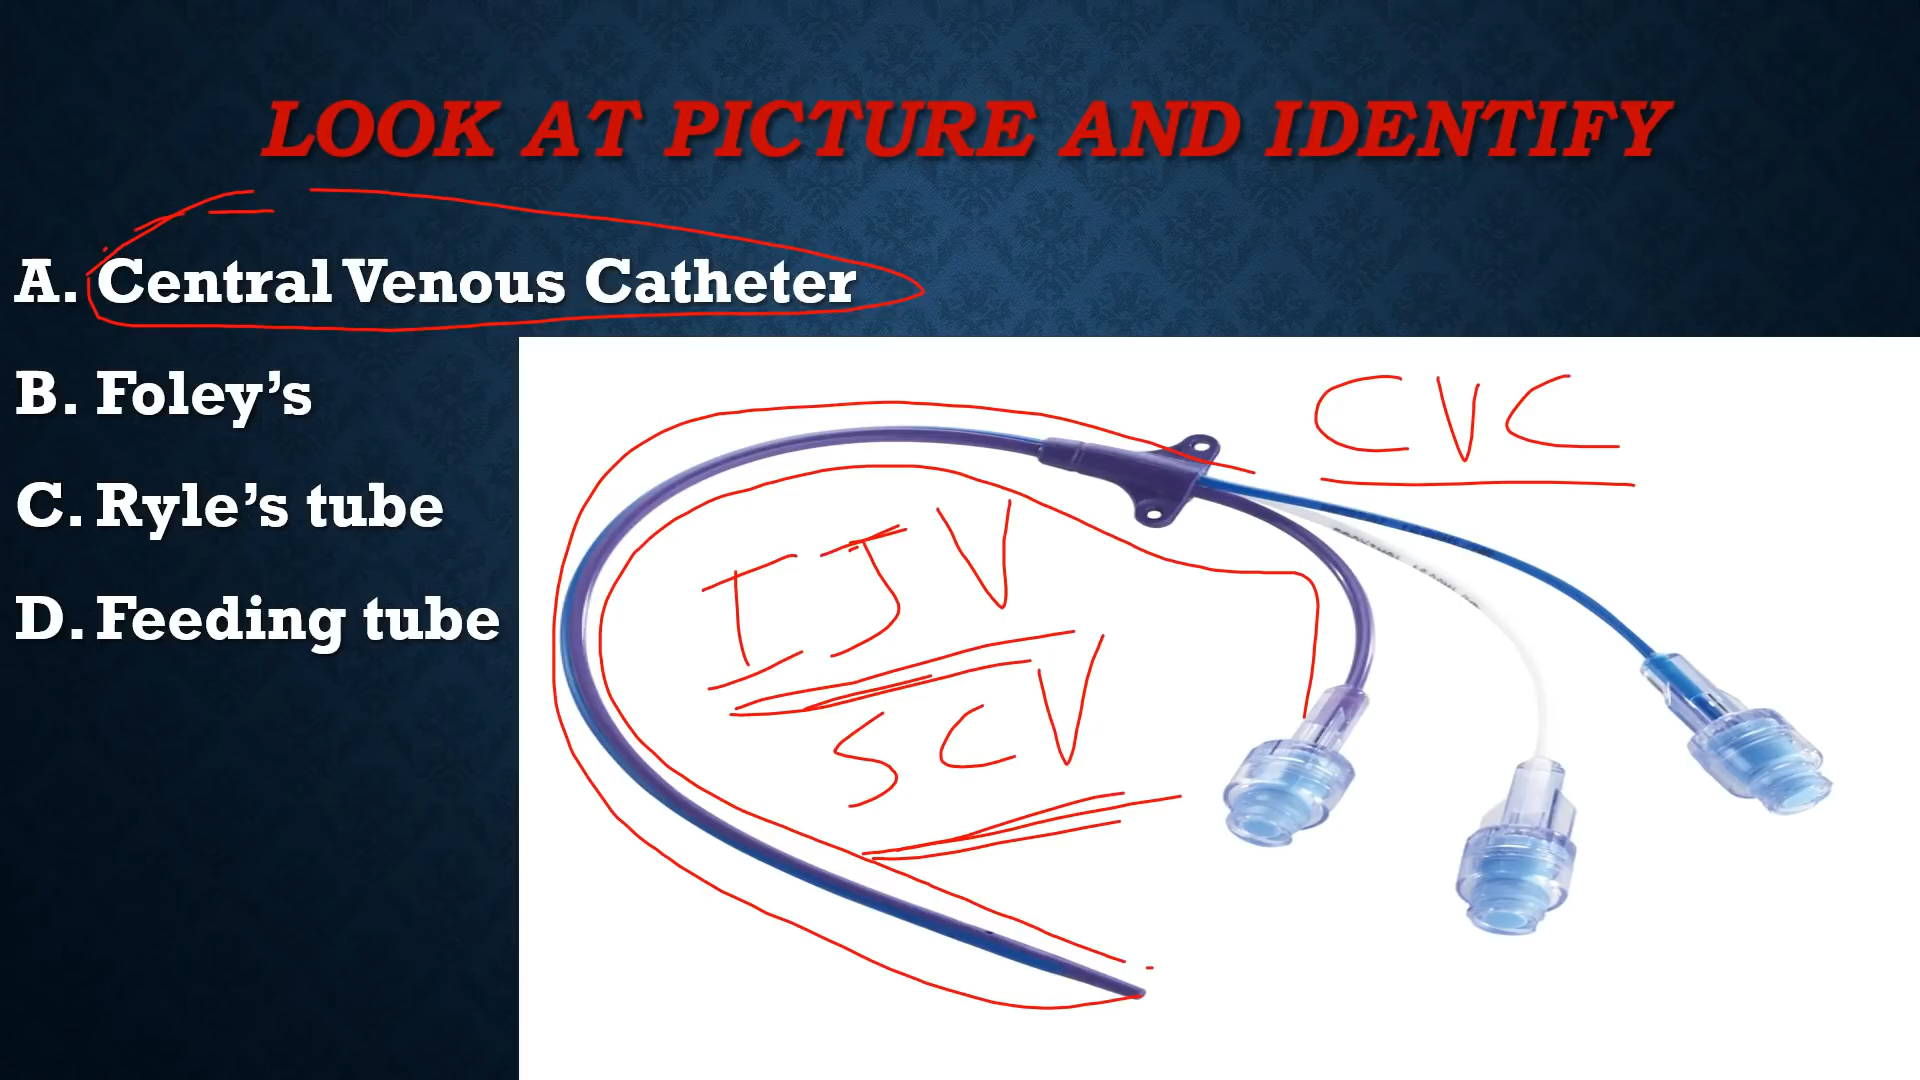 LOOK AT PICTURE AND IDENTIFY
A. Central Venous Catheter
B. Foley’s
C. Ryle’s tube
D. Feeding tube
CVC
IJV
SCV